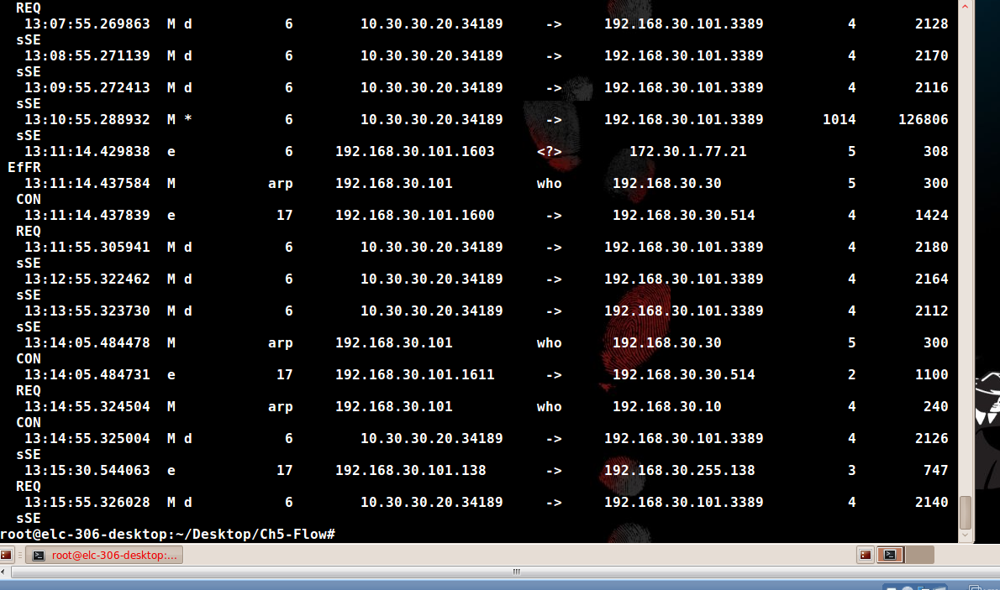 REQ
13:07:55.269863 M d 6 10.30.30.20.34189 -> 192.168.30.101.3389 4 2128
sSE
13:08:55.271139 M d 6 10.30.30.20.34189 -> 192.168.30.101.3389 4 2170
sSE
13:09:55.272413 M d 6 10.30.30.20.34189 -> 192.168.30.101.3389 4 2116
sSE
13:10:55.288932 M * 6 10.30.30.20.34189 -> 192.168.30.101.3389 1014 126806
sSE
13:11:14.429838 e 6 192.168.30.101.1603 <?> 172.30.1.77.21 5 308
EfFR
13:11:14.437584 M arp 192.168.30.101 who 192.168.30.30 5 300
CON
13:11:14.437839 e 17 192.168.30.101.1600 -> 192.168.30.30.514 4 1424
REQ
13:11:55.305941 M d 6 10.30.30.20.34189 -> 192.168.30.101.3389 4 2180
sSE
13:12:55.322462 M d 6 10.30.30.20.34189 -> 192.168.30.101.3389 4 2164
sSE
13:13:55.323730 M d 6 10.30.30.20.34189 -> 192.168.30.101.3389 4 2112
sSE
13:14:05.484478 M arp 192.168.30.101 who 192.168.30.30 5 300
CON
13:14:05.484731 e 17 192.168.30.101.1611 -> 192.168.30.30.514 2 1100
REQ
13:14:55.324504 M arp 192.168.30.101 who 192.168.30.10 4 240
CON
13:14:55.325004 M d 6 10.30.30.20.34189 -> 192.168.30.101.3389 4 2126
sSE
13:15:30.544063 e 17 192.168.30.101.138 -> 192.168.30.255.138 3 747
REQ
13:15:55.326028 M d 6 10.30.30.20.34189 -> 192.168.30.101.3389 4 2140
sSE
root@elc-306-desktop:~/Desktop/Ch5-Flow#
root@elc-306-desktop:...